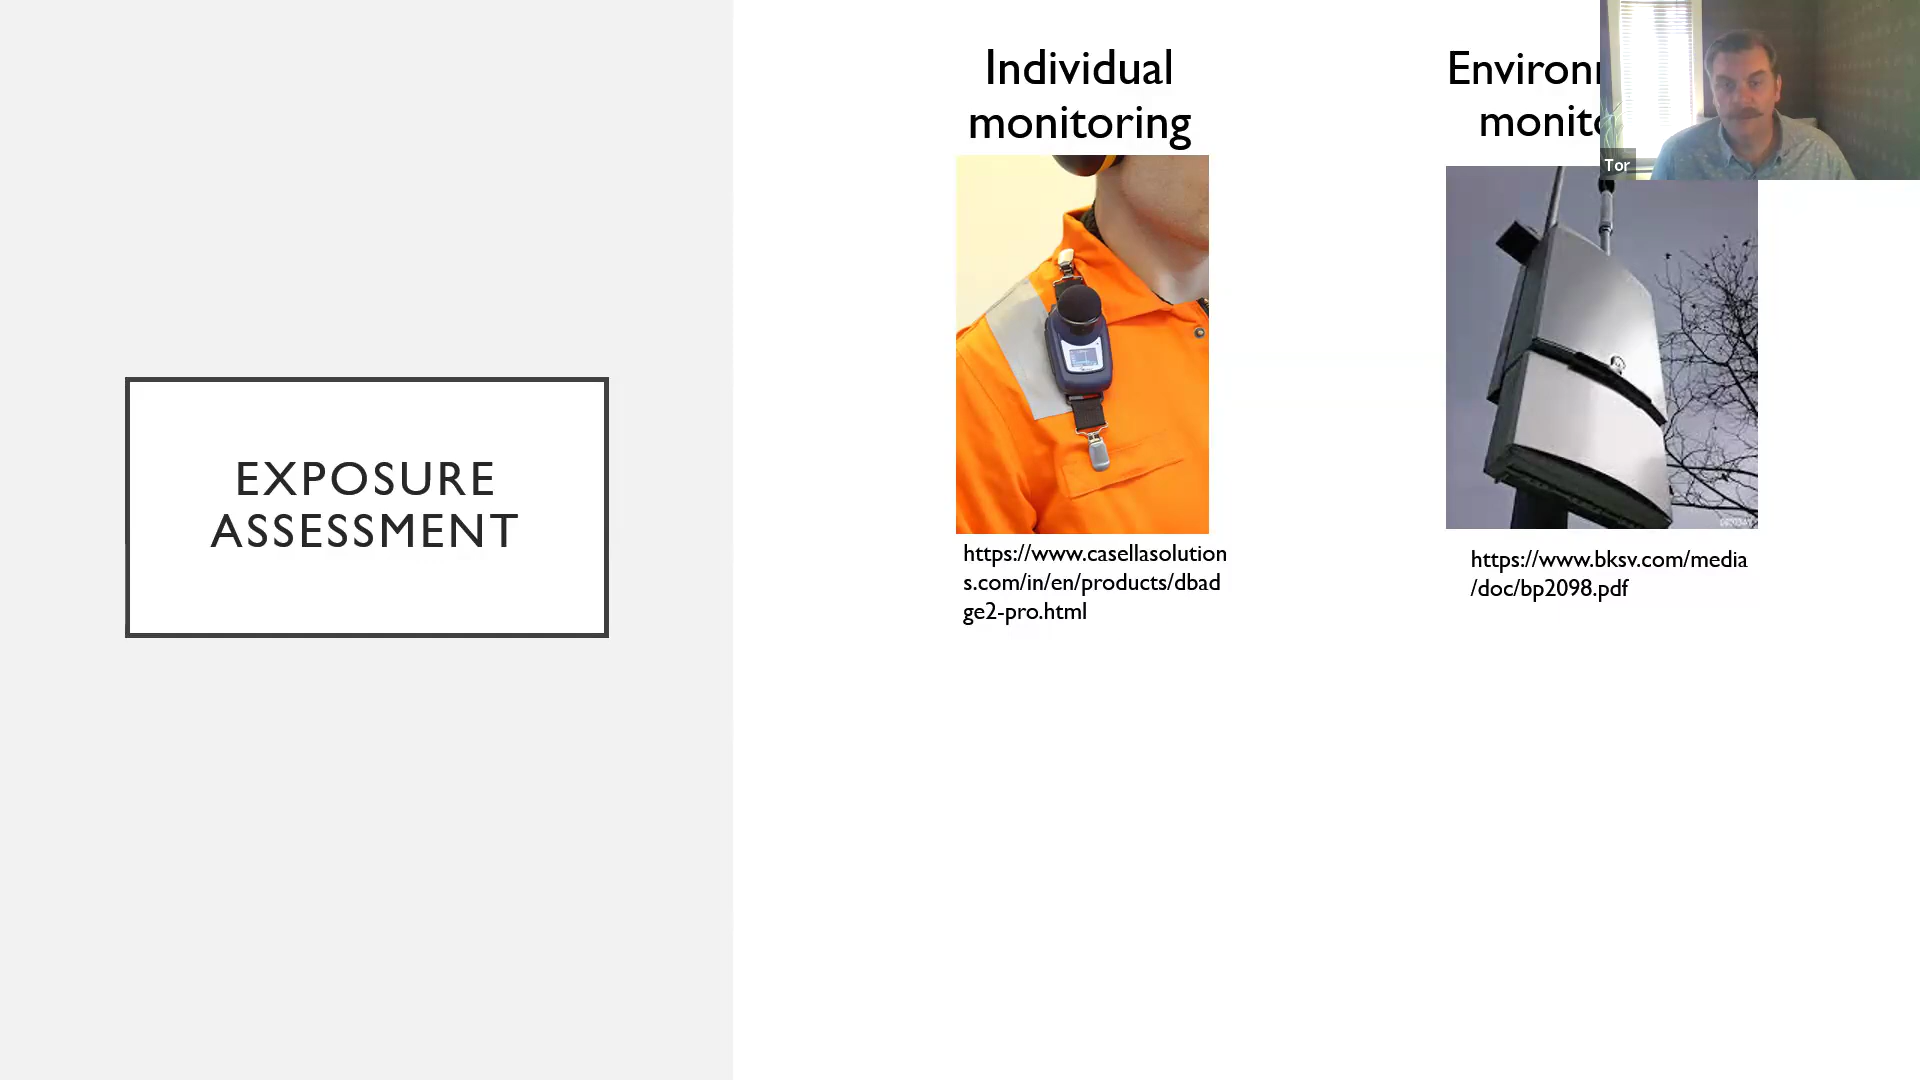 EXPOSURE
ASSESSMENT
Individual
monitoring
https://www.casellasolution
s.com/in/en/products/dbad
ge2-pro.html
Environ
monito
https://www.bksv.com/media
/doc/bp2098.pdf
Tor